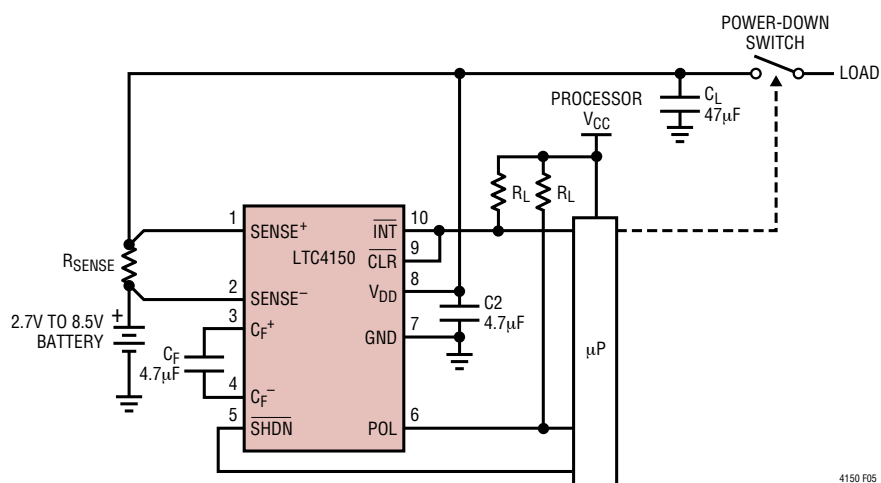 POWER-DOWN
SWITCH
LOAD
PROCESSOR
VCC
CL
47µF
RL
RL
1
SENSE+
INT
10
LTC4150
CLR
9
RSENSE
2
SENSE–
VDD
8
C2
4.7µF
2.7V TO 8.5V
BATTERY
+
3
CF+
GND
7
µP
CF
4.7µF
4
CF–
5
SHDN
POL
6
4150 F05